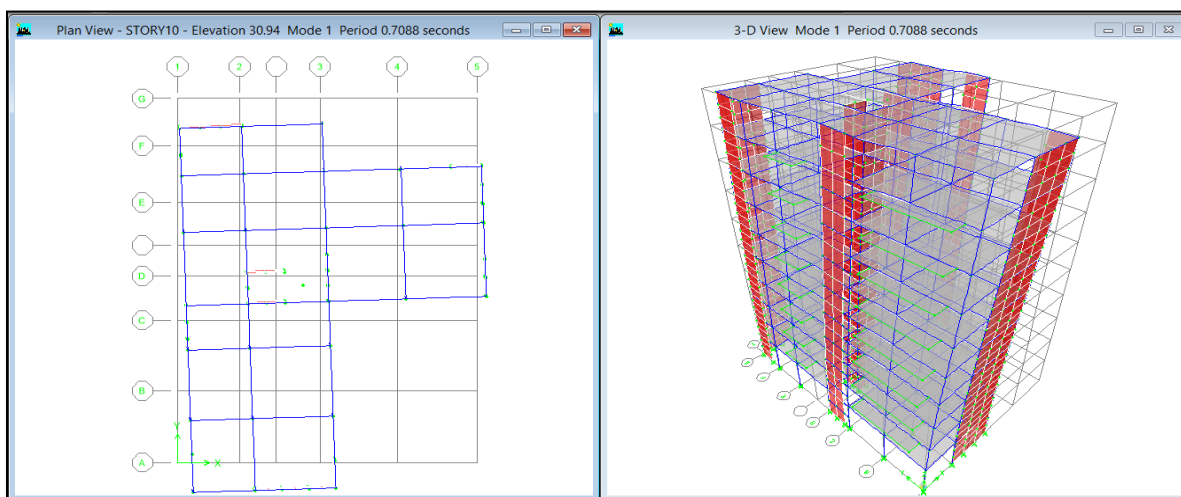 Plan View - STORY10 - Elevation 30.94 Mode 1 Period 0.7088 seconds
3-D View Mode 1 Period 0.7088 seconds
1 2 3 4 5
G
F
E
D
C
B
Y
A
X